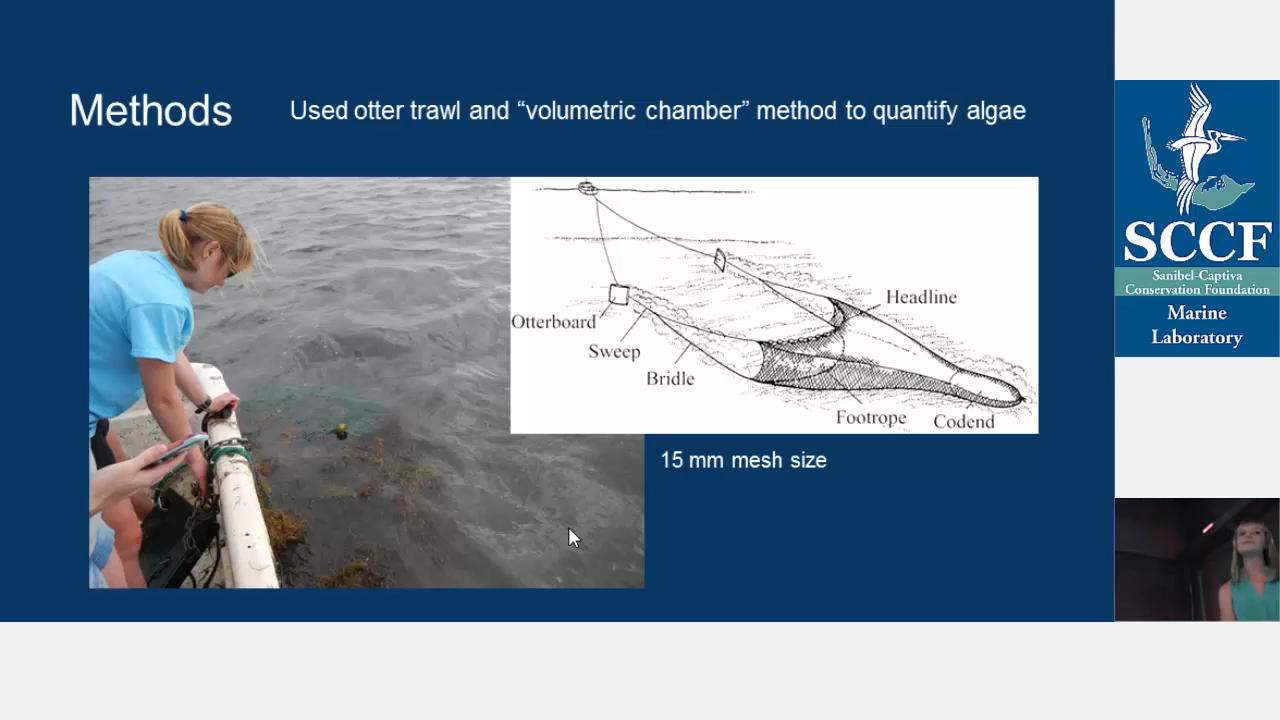 Methods
Used otter trawl and “volumetric chamber” method to quantify algae
Headline
Otterboard
Sweep
Bridle
Footrope
Codend
15 mm mesh size
SCCF
Sanibel-Captiva
Conservation Foundation
Marine
Laboratory